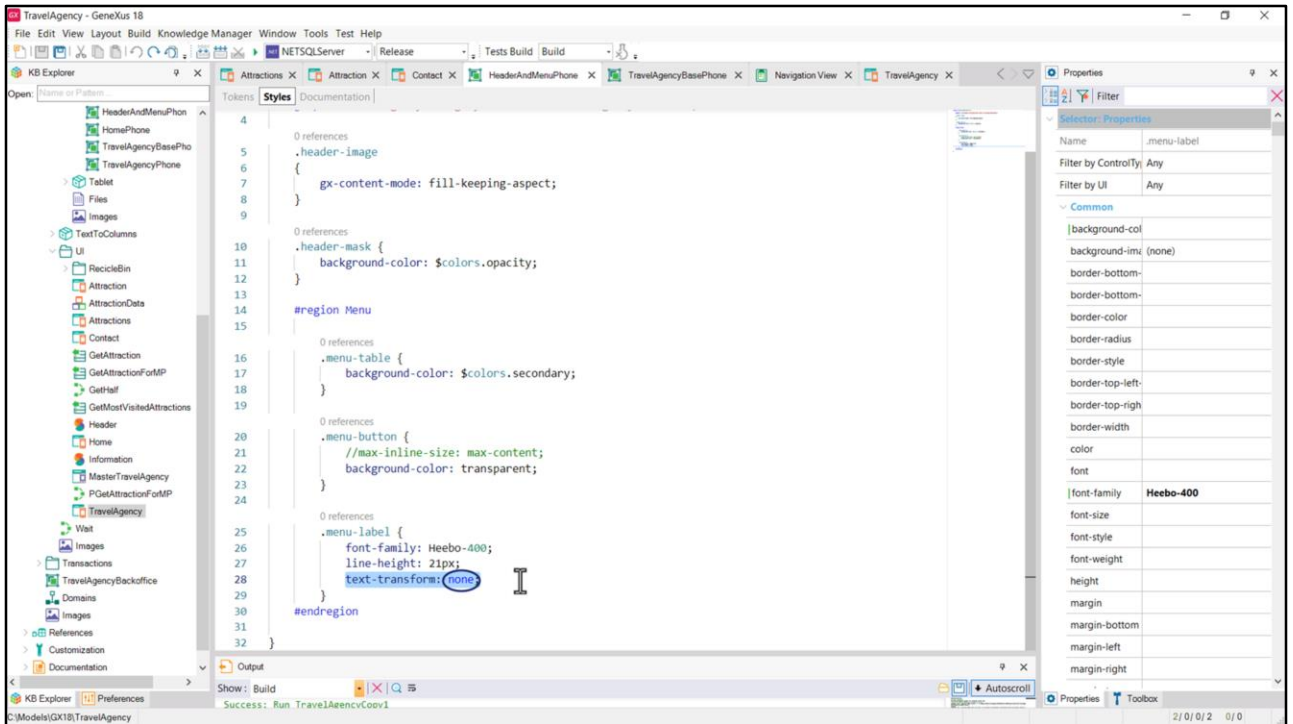 TravelAgency - GeneXus 18
File Edit View Layout Build Knowledge Manager Window Tools Test Help
NETSQLServer Release Tests Build Build
KB Explorer
Open: Name or Pattern...
HeaderAndMenuPhon
HomePhone
TravelAgencyBasePho
TravelAgencyPhone
Tablet
Files
Images
TextToColumns
UI
RecicleBin
Attraction
AttractionData
Attractions
Contact
GetAttraction
GetAttractionForMP
GetHalf
GetMostVisitedAttractions
Header
Home
Information
MasterTravelAgency
PGetAttractionForMP
TravelAgency
Wait
Images
Transactions
TravelAgencyBackoffice
Domains
Images
References
Customization
Documentation
KB Explorer Preferences
Attractions X Attraction X Contact X HeaderAndMenuPhone X TravelAgencyBasePhone X Navigation View X TravelAgency X
Tokens Styles Documentation
4
0 references
5 .header-image
6 {
7 gx-content-mode: fill-keeping-aspect;
8 }
9
0 references
10 .header-mask {
11 background-color: $colors.opacity;
12 }
13
14 #region Menu
15
0 references
16 .menu-table {
17 background-color: $colors.secondary;
18 }
19
0 references
20 .menu-button {
21 //max-inline-size: max-content;
22 background-color: transparent;
23 }
24
0 references
25 .menu-label {
26 font-family: Heebo-400;
27 line-height: 21px;
28 text-transform: none;
29 }
30 #endregion
31
32 }
Output
Show: Build
Autoscroll
Success: Run TravelAgencyCopy1
Properties
Filter
Selector: Properties
Name .menu-label
Filter by ControlTy Any
Filter by UI Any
Common
background-col
background-ima (none)
border-bottom-
border-bottom-
border-color
border-radius
border-style
border-top-left-
border-top-righ
border-width
color
font
font-family Heebo-400
font-size
font-style
font-weight
height
margin
margin-bottom
margin-left
margin-right
Properties Toolbox
C:\Models\GX18\TravelAgency
2/ 0/ 0/ 2 0/ 0